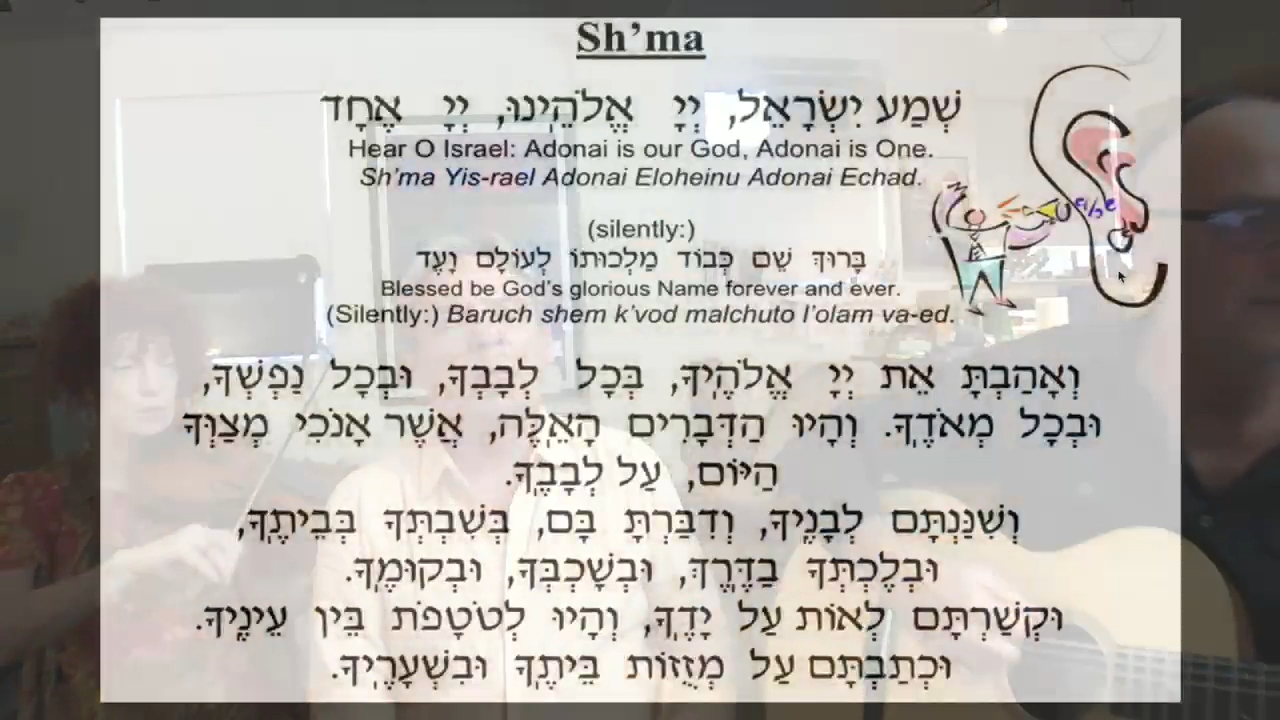 Sh'ma
שְׁמַע יִשְׂרָאֵל, יְיָ אֱלֹהֵֽינוּ, יְיָ אֶחָד
Hear O Israel: Adonai is our God, Adonai is One.
Sh'ma Yis-rael Adonai Eloheinu Adonai Echad.
(silently:)
בָּרוּךְ שֵׁם כְּבוֹד מַלְכוּתוֹ לְעוֹלָם וָעֶד
Blessed be God's glorious Name forever and ever.
(Silently:) Baruch shem k'vod malchuto l'olam va-ed.
וְאָהַבְתָּ אֵת יְיָ אֱלֹהֶֽיךָ, בְּכָל לְבָבְךָ, וּבְכָל נַפְשְׁךָ,
וּבְכָל מְאֹדֶֽךָ. וְהָיוּ הַדְּבָרִים הָאֵֽלֶּה, אֲשֶׁר אָנֹכִי מְצַוְּךָ
הַיּוֹם, עַל לְבָבֶֽךָ.
וְשִׁנַּנְתָּם לְבָנֶֽיךָ, וְדִבַּרְתָּ בָּם, בְּשִׁבְתְּךָ בְּבֵיתֶֽךָ,
וּבְלֶכְתְּךָ בַדֶּֽרֶךְ, וּבְשָׁכְבְּךָ, וּבְקוּמֶֽךָ.
וּקְשַׁרְתָּם לְאוֹת עַל יָדֶֽךָ, וְהָיוּ לְטֹטָפֹת בֵּין עֵינֶֽיךָ.
וּכְתַבְתָּם עַל מְזֻזוֹת בֵּיתֶֽךָ וּבִשְׁעָרֶֽיךָ.